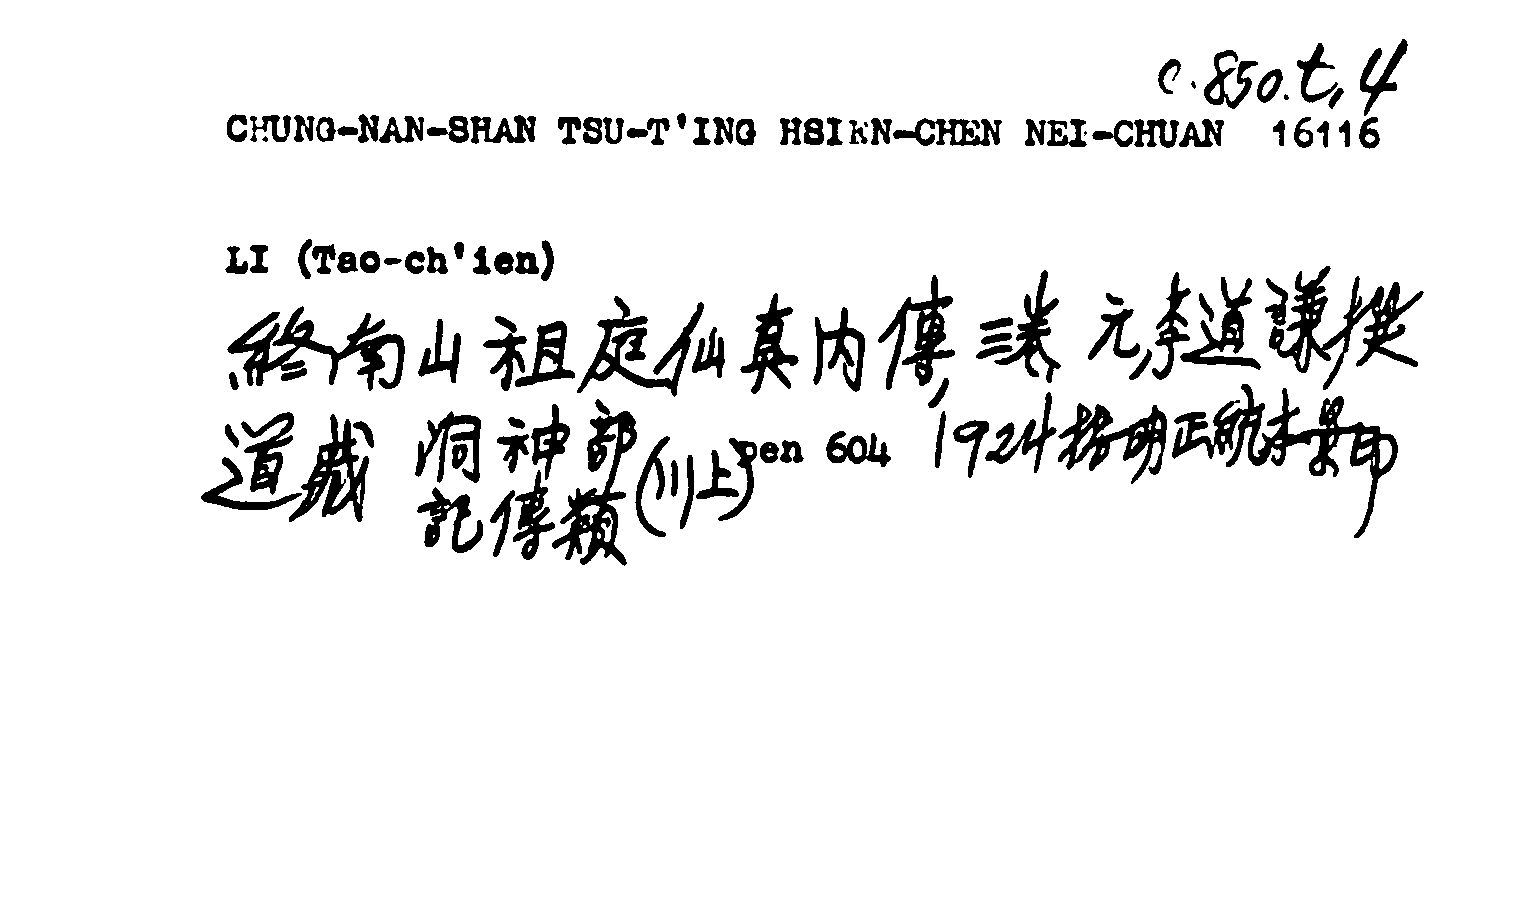 c.850.t.4
CHUNG-NAN-SHAN TSU-T'ING HSIEN-CHEN NEI-CHUAN 16116
LI (Tao-ch'ien)
終南山祖庭仙真内傳, 三卷 元, 李道謙撰
道藏 洞神部 記傳類 (川上) pen 604 1924据明正統本景印